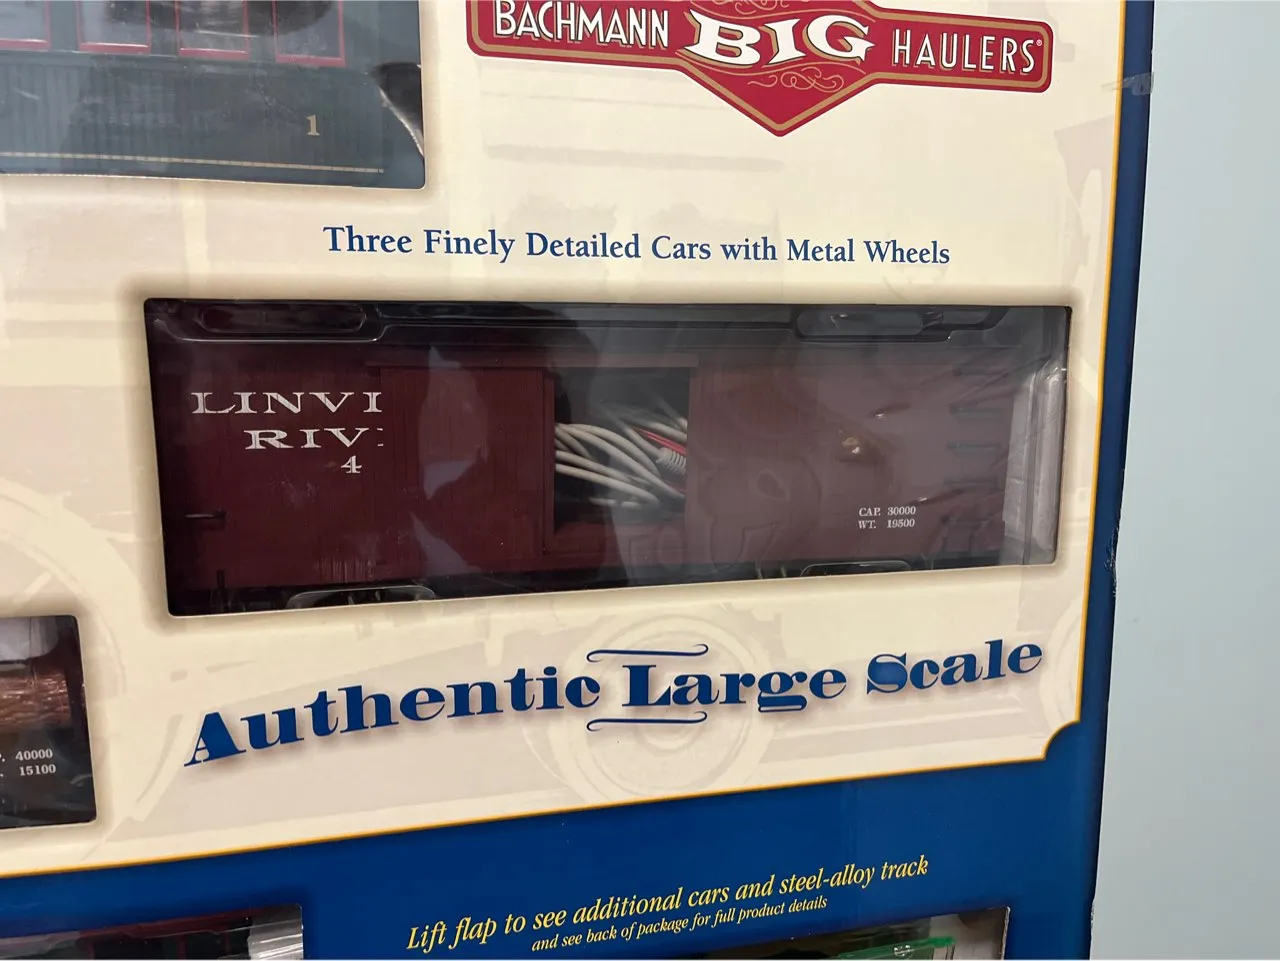 BACHMANN BIG HAULERS®
1
Three Finely Detailed Cars with Metal Wheels
LINVI
RIV
4
CAP. 30000
WT. 19500
Authentic Large Scale
. 40000
. 15100
Lift flap to see additional cars and steel-alloy track
and see back of package for full product details